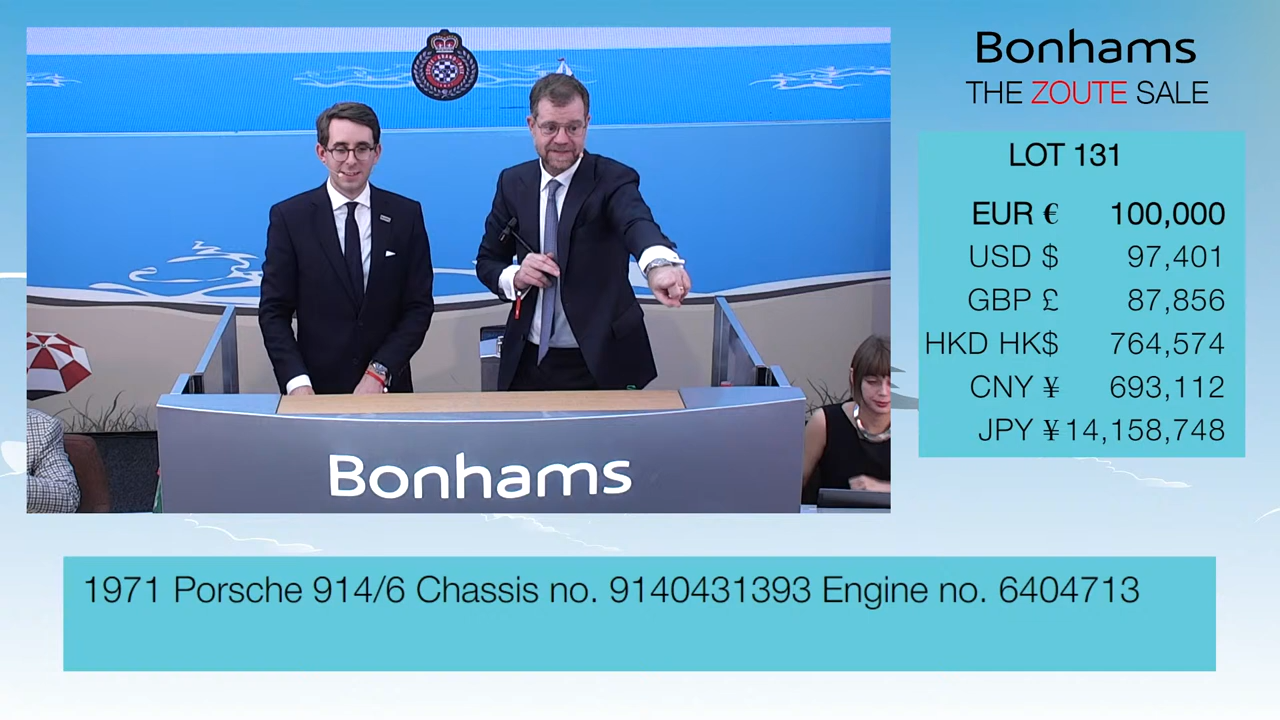 Bonhams
THE ZOUTE SALE
LOT 131
EUR € 100,000
USD $ 97,401
GBP £ 87,856
HKD HK$ 764,574
CNY ¥ 693,112
JPY ¥ 14,158,748
Bonhams
1971 Porsche 914/6 Chassis no. 9140431393 Engine no. 6404713